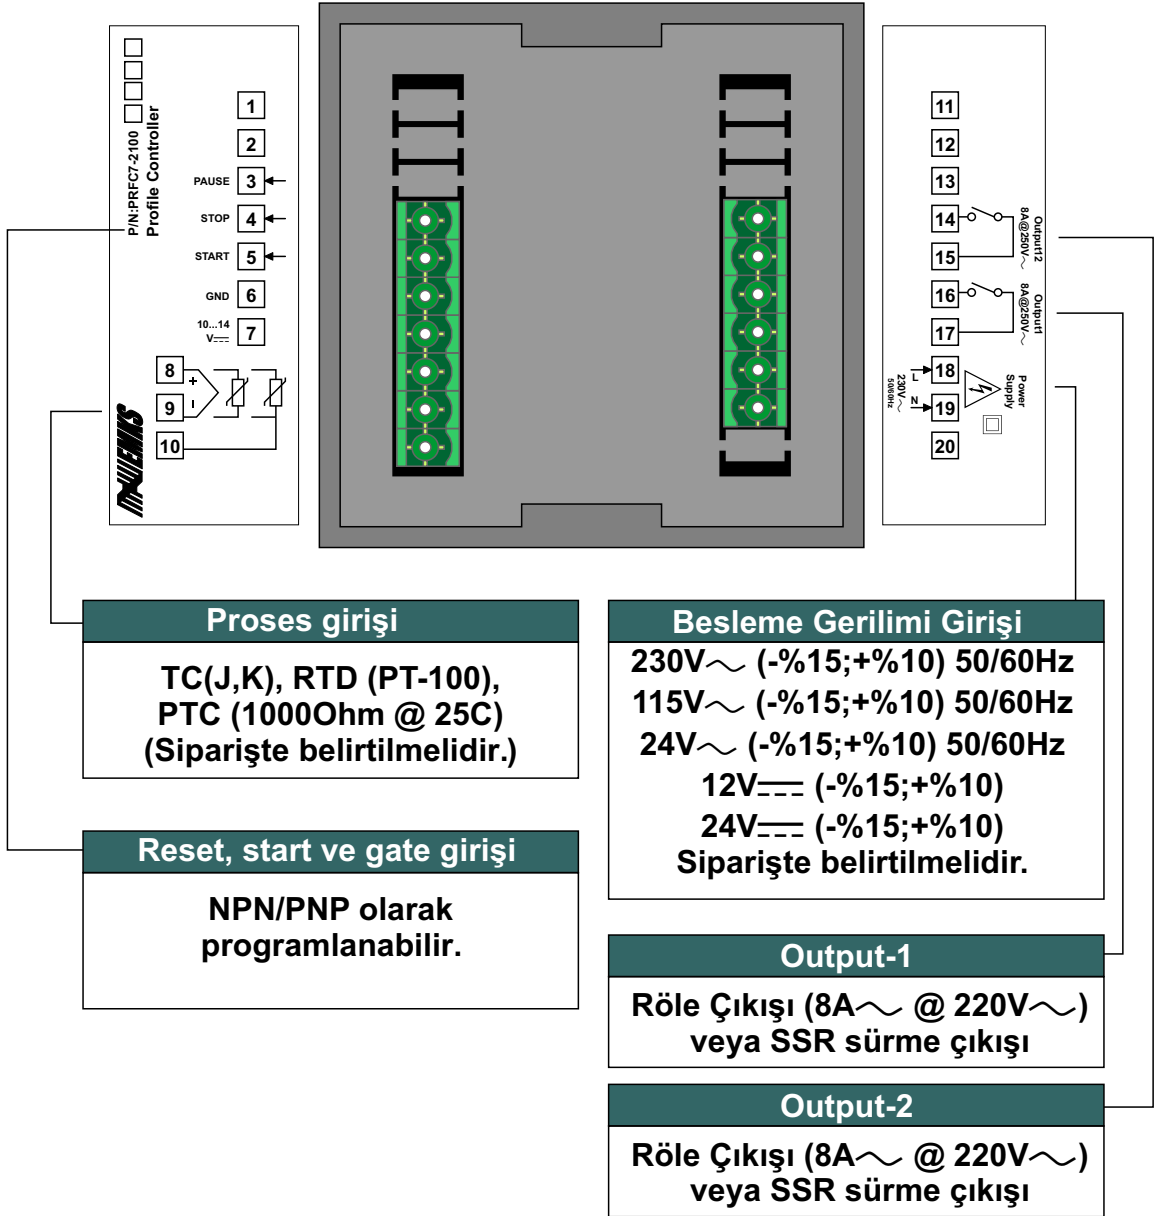 P/N:PRFC7-2100
Profile Controller
1
2
PAUSE 3
STOP 4
START 5
GND 6
10...14 V 7
8
+
9
-
10
EMKS
11
12
13
14
15
Output12
8A@250V～
16
17
Output1
8A@250V～
L 18
N 19
230V～
50/60Hz
Power
Supply
20
Proses girişi
TC(J,K), RTD (PT-100),
PTC (1000Ohm @ 25C)
(Siparişte belirtilmelidir.)
Reset, start ve gate girişi
NPN/PNP olarak
programlanabilir.
Besleme Gerilimi Girişi
230V～ (-%15;+%10) 50/60Hz
115V～ (-%15;+%10) 50/60Hz
24V～ (-%15;+%10) 50/60Hz
12V⎓ (-%15;+%10)
24V⎓ (-%15;+%10)
Siparişte belirtilmelidir.
Output-1
Röle Çıkışı (8A～ @ 220V～)
veya SSR sürme çıkışı
Output-2
Röle Çıkışı (8A～ @ 220V～)
veya SSR sürme çıkışı